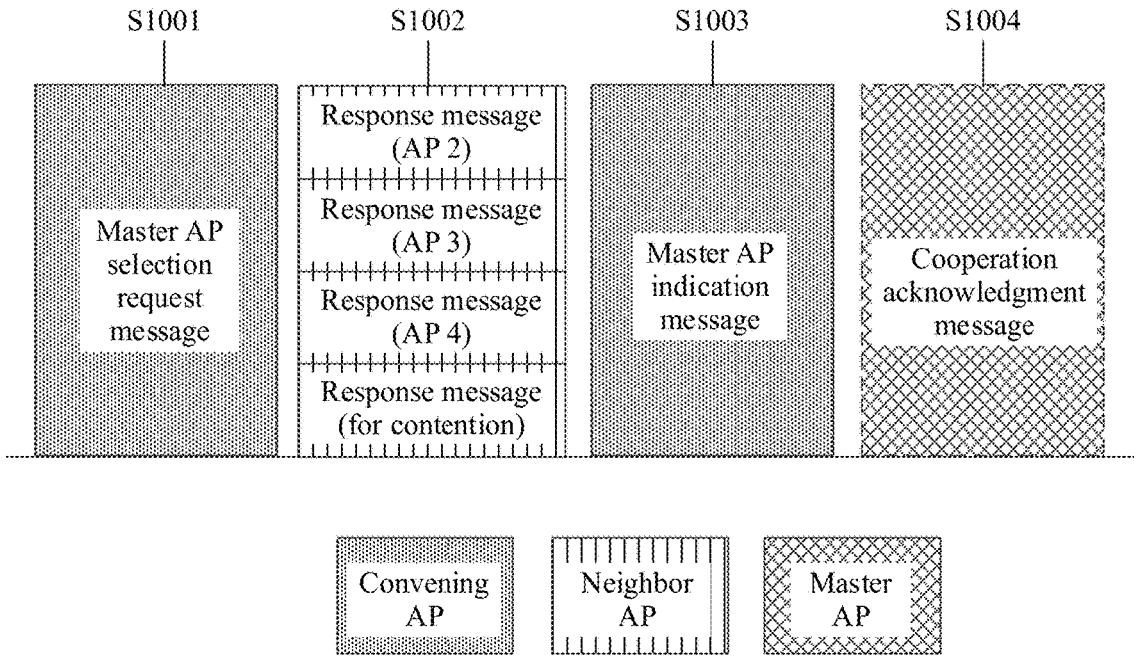 S1001
S1002
S1003
S1004
Master AP
selection
request
message
Response message
(AP 2)
Response message
(AP 3)
Response message
(AP 4)
Response message
(for contention)
Master AP
indication
message
Cooperation
acknowledgment
message
Convening
AP
Neighbor
AP
Master
AP